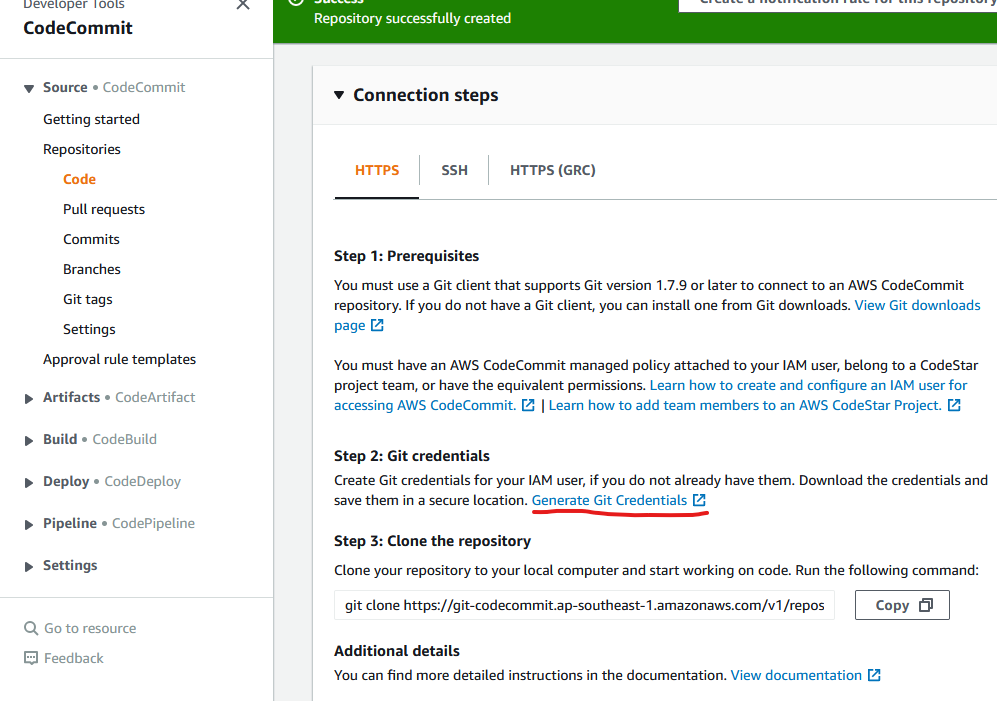 Developer Tools
CodeCommit
Source • CodeCommit
Getting started
Repositories
Code
Pull requests
Commits
Branches
Git tags
Settings
Approval rule templates
Artifacts • CodeArtifact
Build • CodeBuild
Deploy • CodeDeploy
Pipeline • CodePipeline
Settings
Go to resource
Feedback
Success
Repository successfully created
Create a notification rule for this repository
Connection steps
HTTPS
SSH
HTTPS (GRC)
Step 1: Prerequisites
You must use a Git client that supports Git version 1.7.9 or later to connect to an AWS CodeCommit
repository. If you do not have a Git client, you can install one from Git downloads. View Git downloads
page
You must have an AWS CodeCommit managed policy attached to your IAM user, belong to a CodeStar
project team, or have the equivalent permissions. Learn how to create and configure an IAM user for
accessing AWS CodeCommit. | Learn how to add team members to an AWS CodeStar Project.
Step 2: Git credentials
Create Git credentials for your IAM user, if you do not already have them. Download the credentials and
save them in a secure location. Generate Git Credentials
Step 3: Clone the repository
Clone your repository to your local computer and start working on code. Run the following command:
git clone https://git-codecommit.ap-southeast-1.amazonaws.com/v1/repos
Copy
Additional details
You can find more detailed instructions in the documentation. View documentation